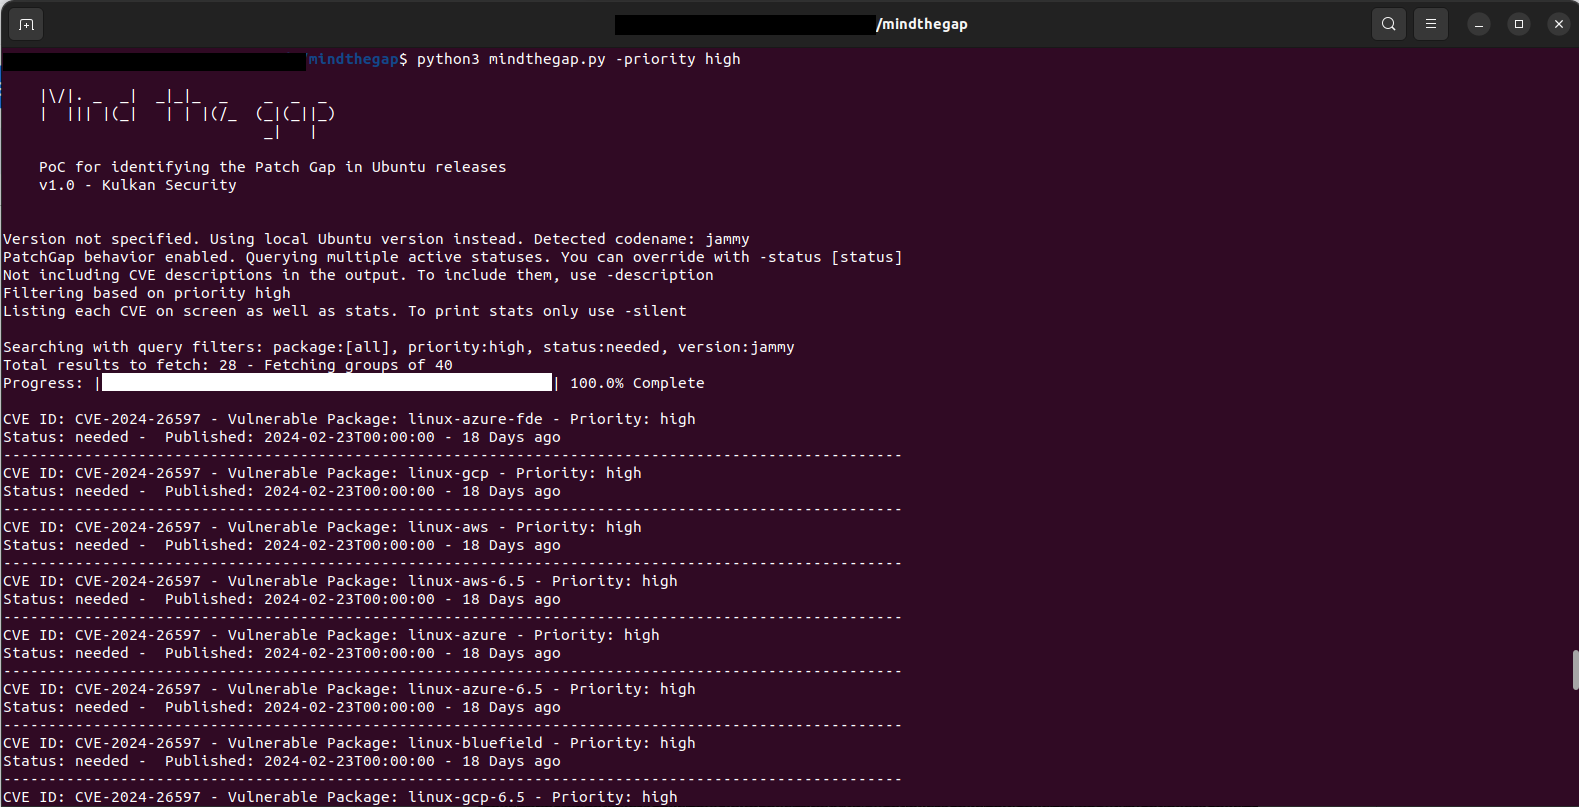 /mindthegap
mindthegap$ python3 mindthegap.py -priority high
|\/|. _  _|  _|_|_  _    _  _  _
|  ||| |(_|   | | |(/_  (_|(_||_)
                         _|   |
PoC for identifying the Patch Gap in Ubuntu releases
v1.0 - Kulkan Security
Version not specified. Using local Ubuntu version instead. Detected codename: jammy
PatchGap behavior enabled. Querying multiple active statuses. You can override with -status [status]
Not including CVE descriptions in the output. To include them, use -description
Filtering based on priority high
Listing each CVE on screen as well as stats. To print stats only use -silent
Searching with query filters: package:[all], priority:high, status:needed, version:jammy
Total results to fetch: 28 - Fetching groups of 40
Progress: | | 100.0% Complete
CVE ID: CVE-2024-26597 - Vulnerable Package: linux-azure-fde - Priority: high
Status: needed -  Published: 2024-02-23T00:00:00 - 18 Days ago
----------------------------------------------------------------------------------------------------
CVE ID: CVE-2024-26597 - Vulnerable Package: linux-gcp - Priority: high
Status: needed -  Published: 2024-02-23T00:00:00 - 18 Days ago
----------------------------------------------------------------------------------------------------
CVE ID: CVE-2024-26597 - Vulnerable Package: linux-aws - Priority: high
Status: needed -  Published: 2024-02-23T00:00:00 - 18 Days ago
----------------------------------------------------------------------------------------------------
CVE ID: CVE-2024-26597 - Vulnerable Package: linux-aws-6.5 - Priority: high
Status: needed -  Published: 2024-02-23T00:00:00 - 18 Days ago
----------------------------------------------------------------------------------------------------
CVE ID: CVE-2024-26597 - Vulnerable Package: linux-azure - Priority: high
Status: needed -  Published: 2024-02-23T00:00:00 - 18 Days ago
----------------------------------------------------------------------------------------------------
CVE ID: CVE-2024-26597 - Vulnerable Package: linux-azure-6.5 - Priority: high
Status: needed -  Published: 2024-02-23T00:00:00 - 18 Days ago
----------------------------------------------------------------------------------------------------
CVE ID: CVE-2024-26597 - Vulnerable Package: linux-bluefield - Priority: high
Status: needed -  Published: 2024-02-23T00:00:00 - 18 Days ago
----------------------------------------------------------------------------------------------------
CVE ID: CVE-2024-26597 - Vulnerable Package: linux-gcp-6.5 - Priority: high